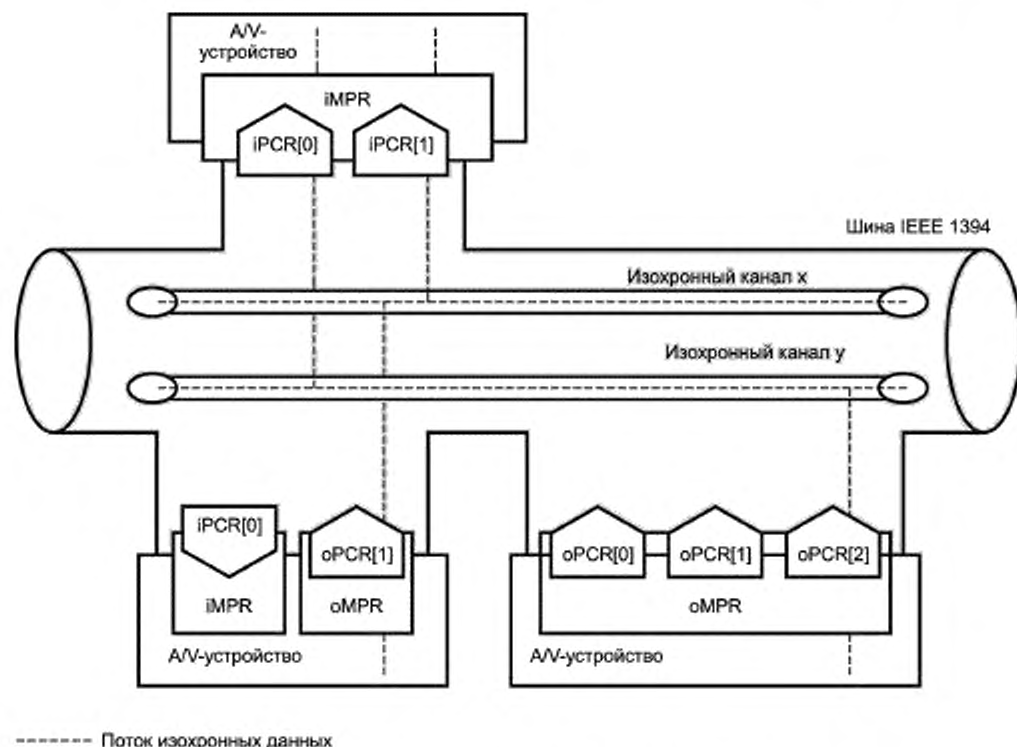 A/V-
устройство
iMPR
iPCR[0]
iPCR[1]
Шина IEEE 1394
Изохронный канал x
Изохронный канал y
iPCR[0]
oPCR[1]
oPCR[0]
oPCR[1]
oPCR[2]
iMPR
oMPR
oMPR
A/V-устройство
A/V-устройство
Поток изохронных данных